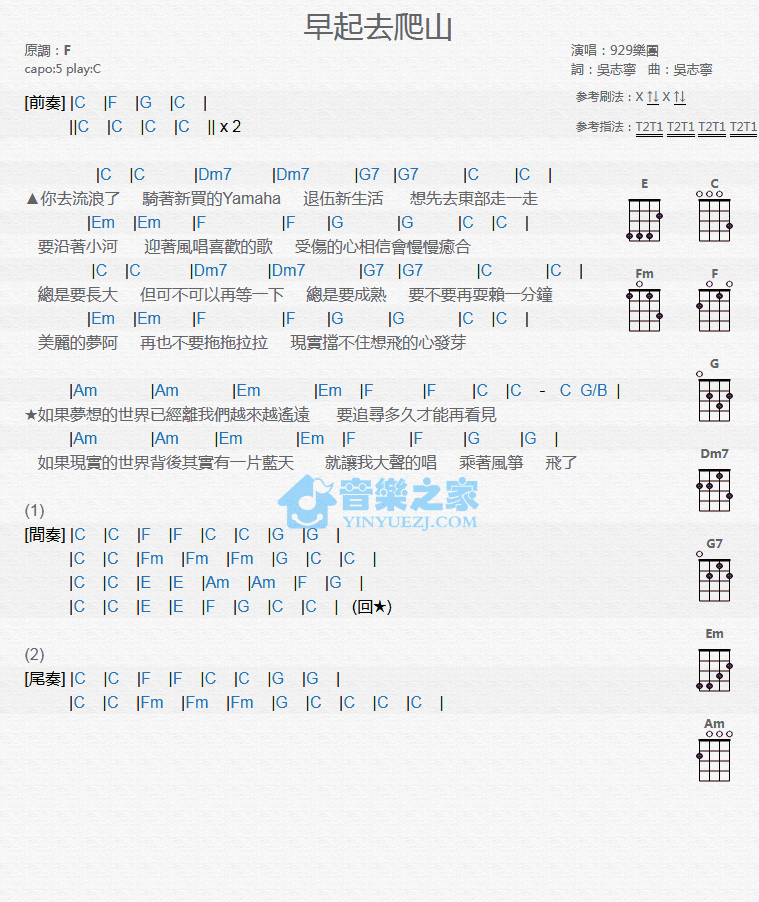 早起去爬山
原調：F
capo:5 play:C
演唱：929樂團
詞：吳志寧 曲：吳志寧
參考刷法：X ↑↓ X ↑↓
參考指法：T2T1 T2T1 T2T1 T2T1
[前奏] |C |F |G |C |
||C |C |C |C || x 2
|C |C |Dm7 |Dm7 |G7 |G7 |C |C |
▲你去流浪了 騎著新買的Yamaha 退伍新生活 想先去東部走一走
|Em |Em |F |F |G |G |C |C |
要沿著小河 迎著風唱喜歡的歌 受傷的心相信會慢慢癒合
|C |C |Dm7 |Dm7 |G7 |G7 |C |C |
總是要長大 但可不可以再等一下 總是要成熟 要不要再耍賴一分鐘
|Em |Em |F |F |G |G |C |C |
美麗的夢阿 再也不要拖拖拉拉 現實擋不住想飛的心發芽
|Am |Am |Em |Em |F |F |C |C - C G/B |
★如果夢想的世界已經離我們越來越遙遠 要追尋多久才能再看見
|Am |Am |Em |Em |F |F |G |G |
如果現實的世界背後其實有一片藍天 就讓我大聲的唱 乘著風箏 飛了
(1)
[間奏] |C |C |F |F |C |C |G |G |
|C |C |Fm |Fm |Fm |G |C |C |
|C |C |E |E |Am |Am |F |G |
|C |C |E |E |F |G |C |C | (回★)
(2)
[尾奏] |C |C |F |F |C |C |G |G |
|C |C |Fm |Fm |Fm |G |C |C |C |C |
E C
Fm F
G
Dm7
G7
Em
Am
音樂之家
YINYUEZJ.COM